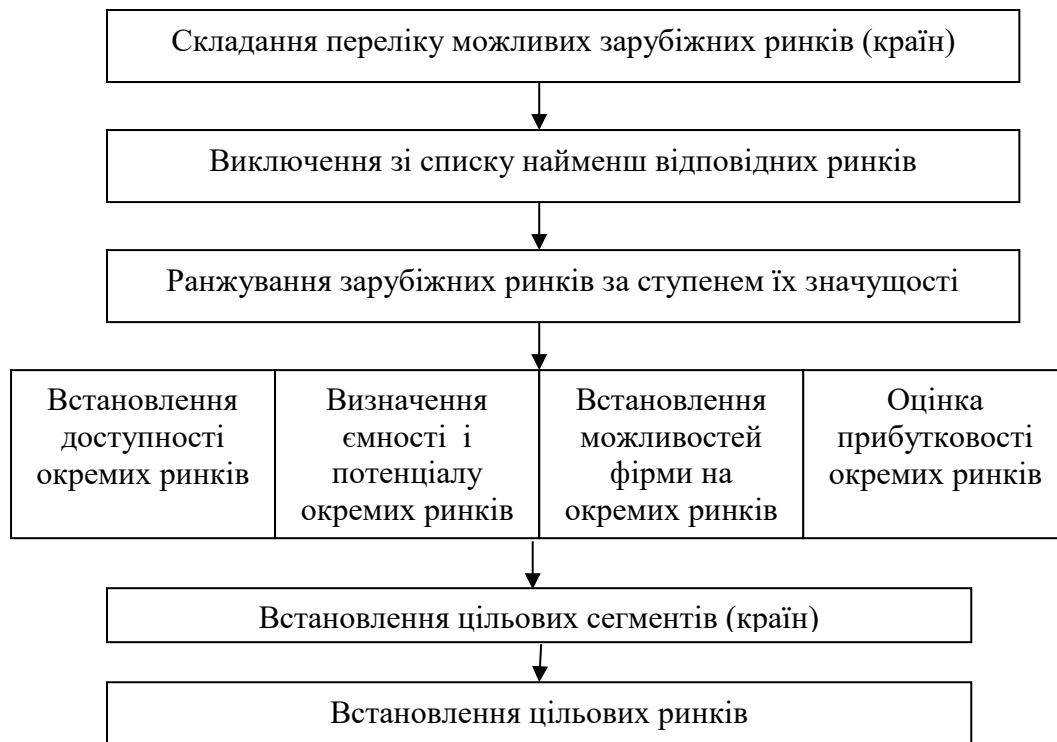 Складання переліку можливих зарубіжних ринків (країн)
Виключення зі списку найменш відповідних ринків
Ранжування зарубіжних ринків за ступенем їх значущості
Встановлення
доступності
окремих ринків
Визначення
ємності і
потенціалу
окремих ринків
Встановлення
можливостей
фірми на
окремих ринків
Оцінка
прибутковості
окремих ринків
Встановлення цільових сегментів (країн)
Встановлення цільових ринків